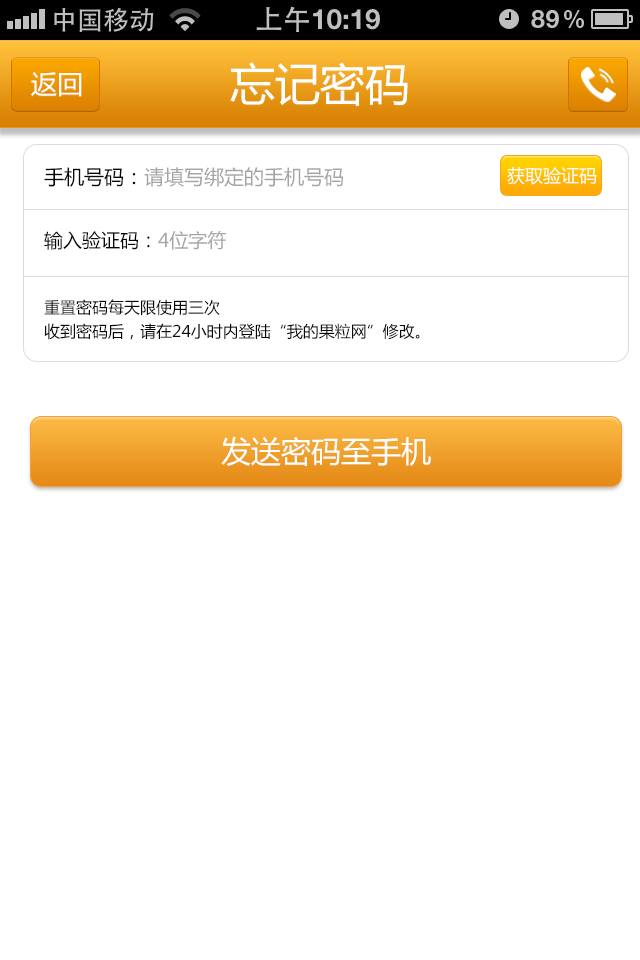 中国移动 上午10:19 89%
返回 忘记密码
手机号码：请填写绑定的手机号码 获取验证码
输入验证码：4位字符
重置密码每天限使用三次
收到密码后，请在24小时内登陆“我的果粒网”修改。
发送密码至手机